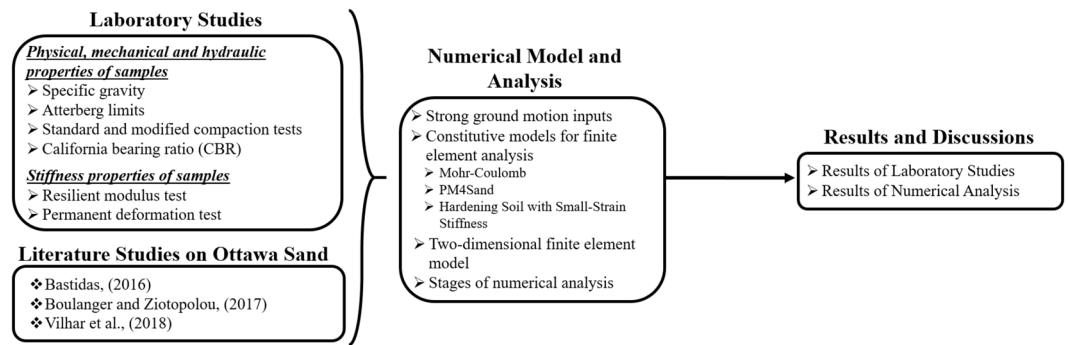 Laboratory Studies
Physical, mechanical and hydraulic
properties of samples
➢ Specific gravity
➢ Atterberg limits
➢ Standard and modified compaction tests
➢ California bearing ratio (CBR)
Stiffness properties of samples
➢ Resilient modulus test
➢ Permanent deformation test
Literature Studies on Ottawa Sand
❖Bastidas, (2016)
❖Boulanger and Ziotopolou, (2017)
❖Vilhar et al., (2018)
Numerical Model and
Analysis
➢ Strong ground motion inputs
➢ Constitutive models for finite
element analysis
➢ Mohr-Coulomb
➢ PM4Sand
➢ Hardening Soil with Small-Strain
Stiffness
➢ Two-dimensional finite element
model
➢ Stages of numerical analysis
Results and Discussions
➢ Results of Laboratory Studies
➢ Results of Numerical Analysis